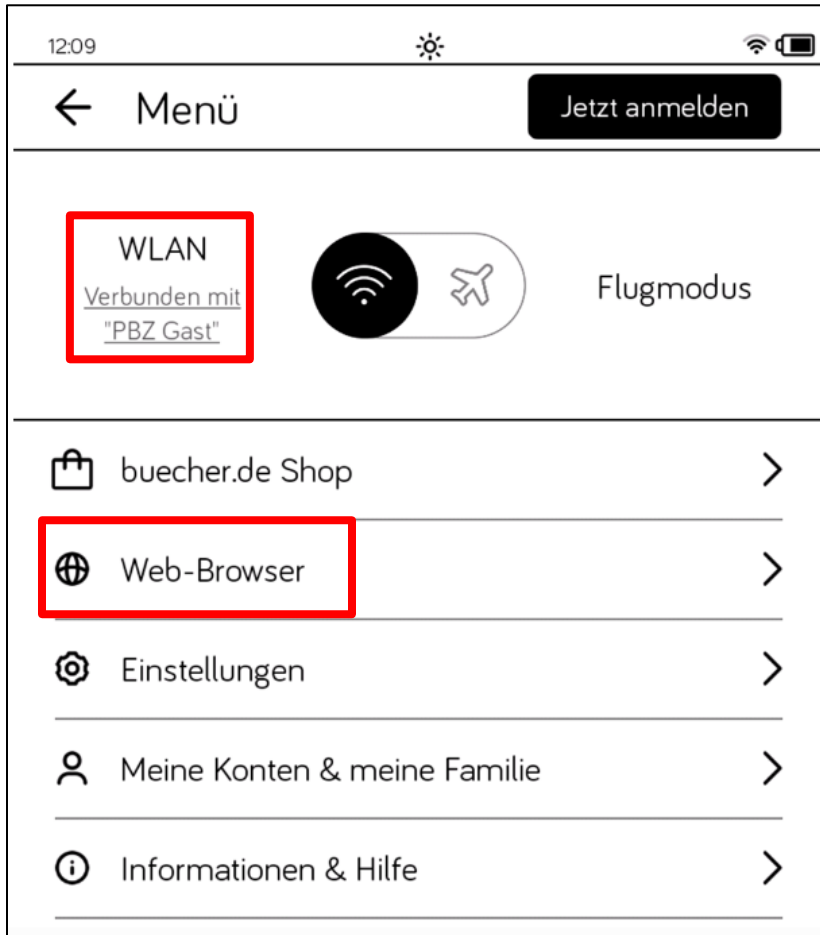 12:09
Menü
Jetzt anmelden
WLAN
Verbunden mit
"PBZ Gast"
Flugmodus
buecher.de Shop
Web-Browser
Einstellungen
Meine Konten & meine Familie
Informationen & Hilfe